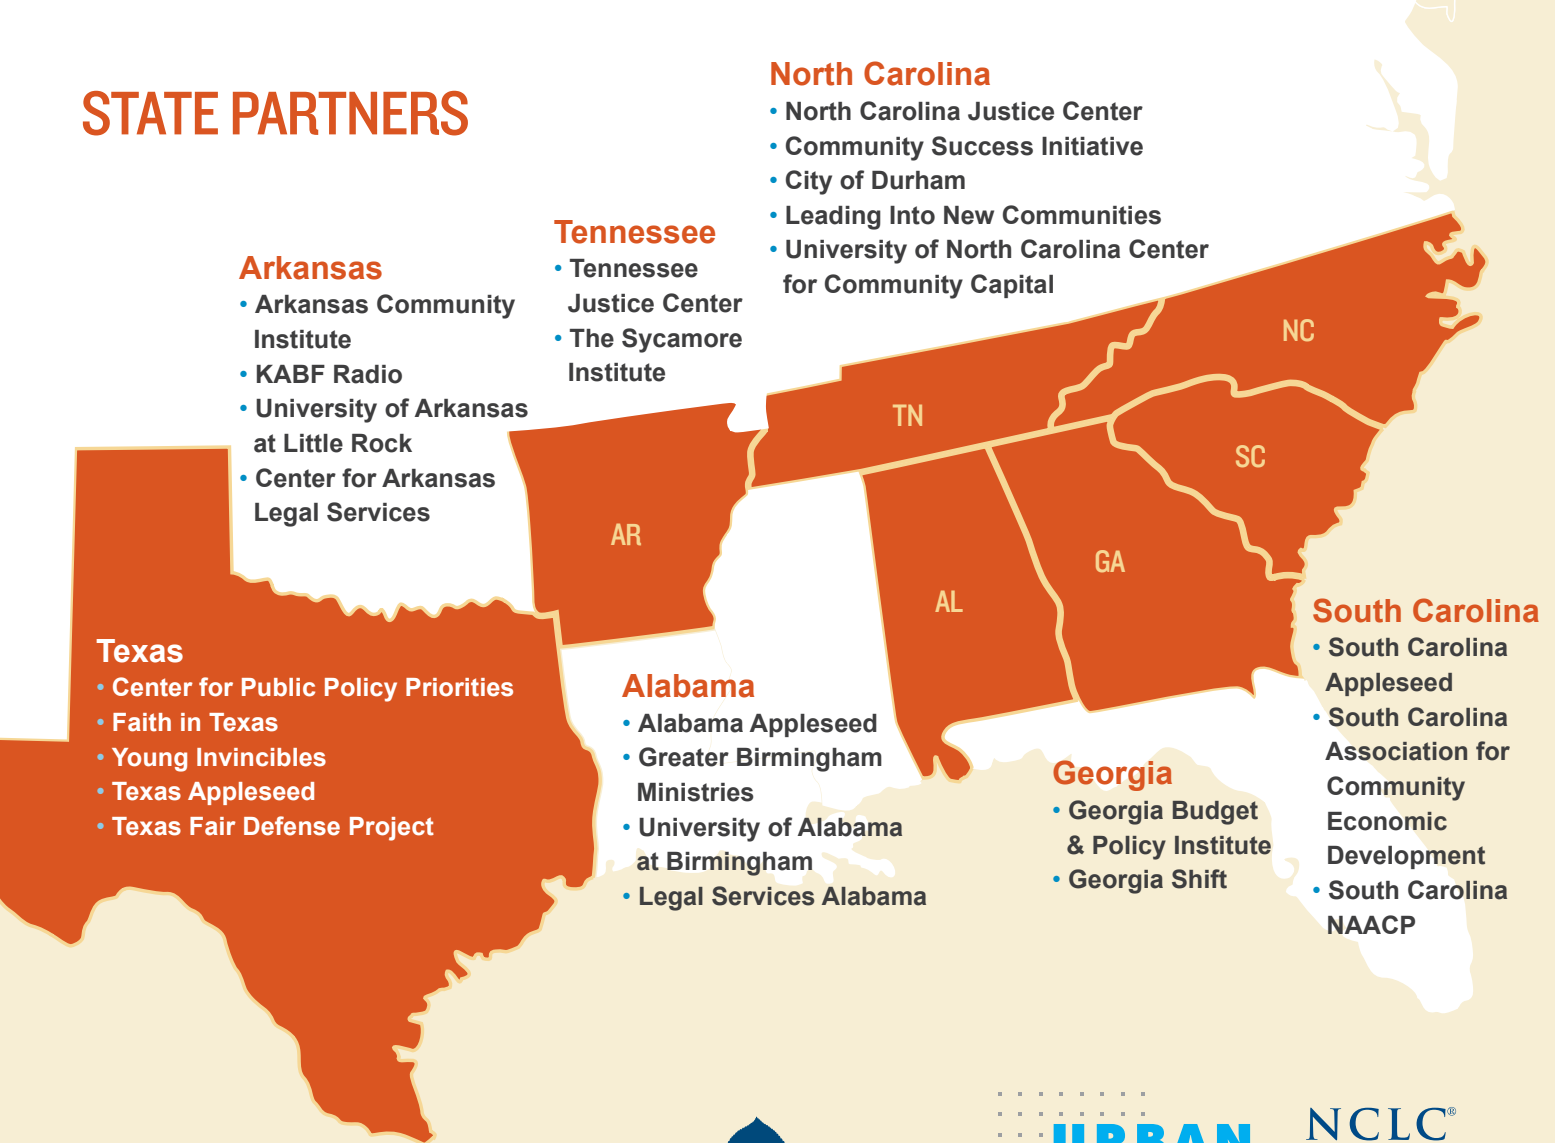 STATE PARTNERS
North Carolina
• North Carolina Justice Center
• Community Success Initiative
• City of Durham
• Leading Into New Communities
• University of North Carolina Center
for Community Capital
Tennessee
• Tennessee
Justice Center
• The Sycamore
Institute
Arkansas
• Arkansas Community
Institute
• KABF Radio
• University of Arkansas
at Little Rock
• Center for Arkansas
Legal Services
NC
TN
SC
AR
GA
AL
Texas
• Center for Public Policy Priorities
• Faith in Texas
• Young Invincibles
• Texas Appleseed
• Texas Fair Defense Project
Alabama
• Alabama Appleseed
• Greater Birmingham
Ministries
• University of Alabama
at Birmingham
• Legal Services Alabama
Georgia
• Georgia Budget
& Policy Institute
• Georgia Shift
South Carolina
• South Carolina
Appleseed
• South Carolina
Association for
Community
Economic
Development
• South Carolina
NAACP
URBAN
NCLC®